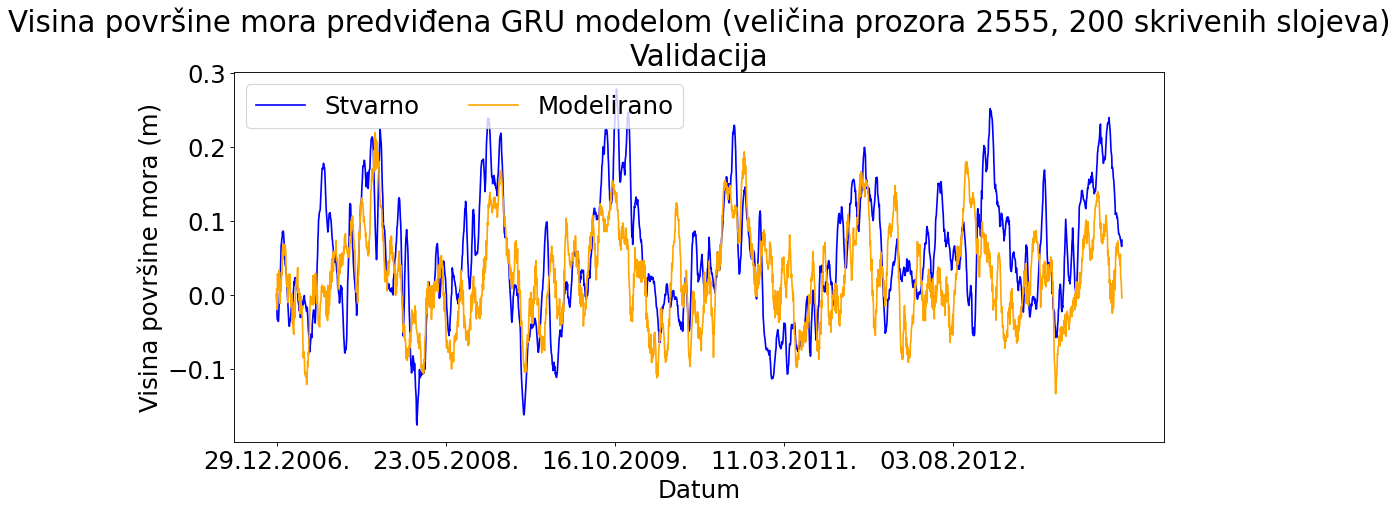 Visina površine mora predviđena GRU modelom (veličina prozora 2555, 200 skrivenih slojeva)
Validacija
Stvarno
Modelirano
Visina površine mora (m)
0.3
0.2
0.1
0.0
−0.1
29.12.2006.
23.05.2008.
16.10.2009.
11.03.2011.
03.08.2012.
Datum